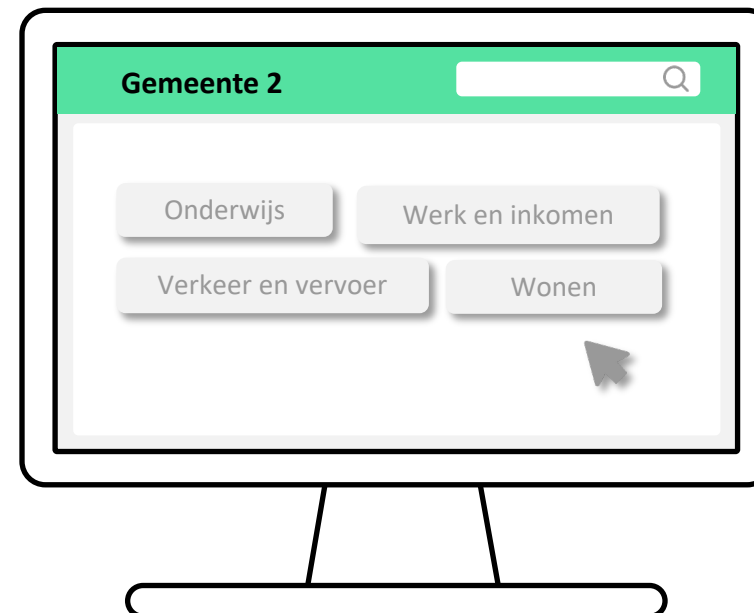 Gemeente 2
Onderwijs
Werk en inkomen
Verkeer en vervoer
Wonen